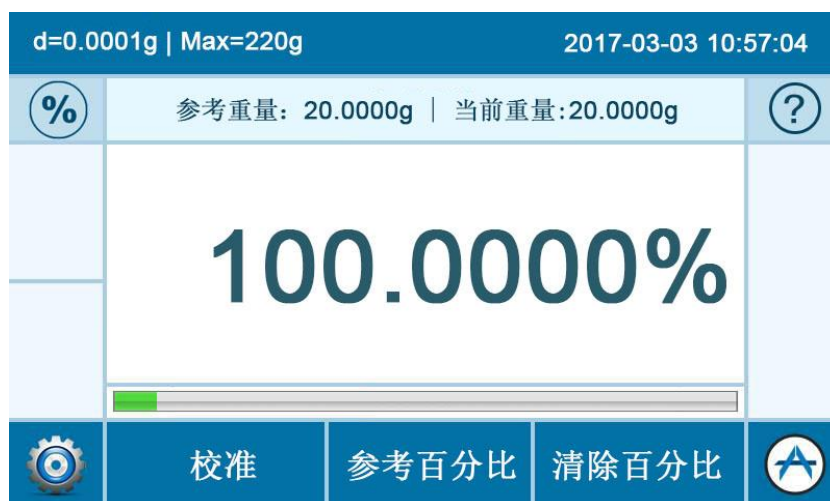 d=0.0001g | Max=220g 2017-03-03 10:57:04
% 参考重量: 20.0000g | 当前重量:20.0000g ?
100.0000%
校准 参考百分比 清除百分比